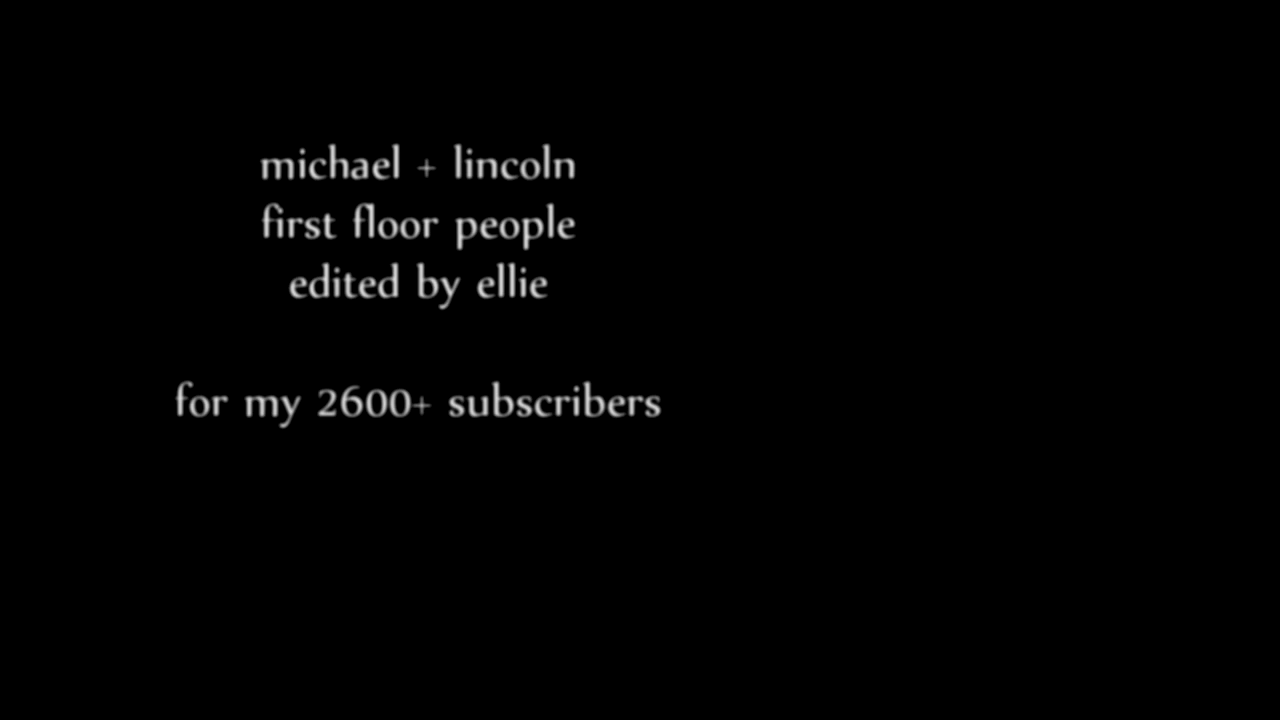 michael + lincoln
first floor people
edited by ellie
for my 2600+ subscribers